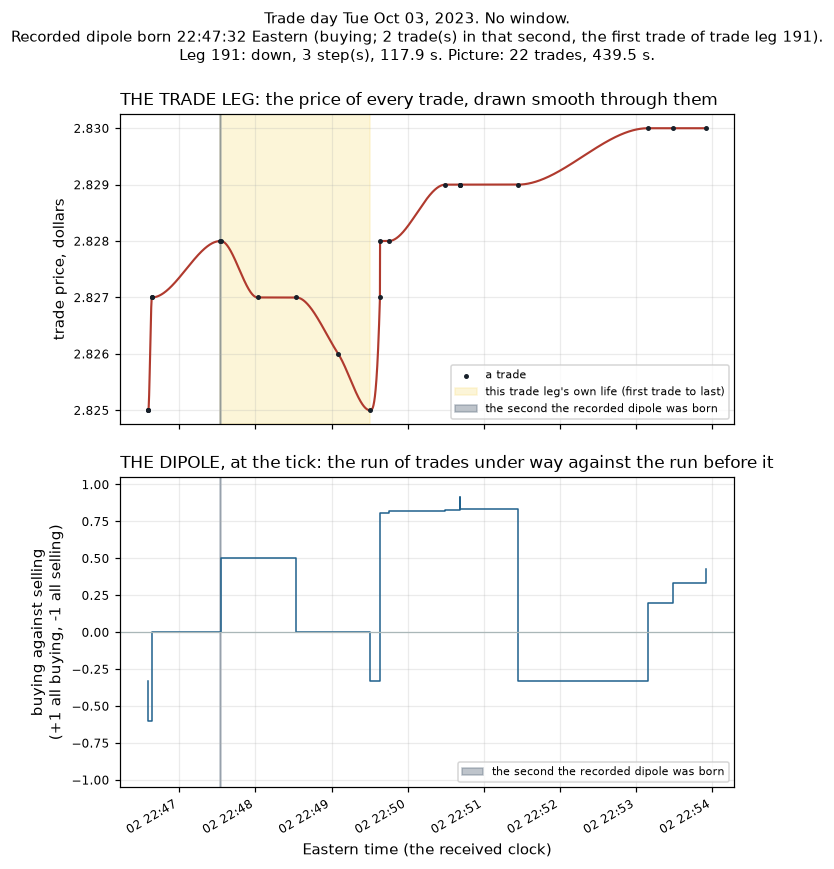 Trade day Tue Oct 03, 2023. No window.
Recorded dipole born 22:47:32 Eastern (buying; 2 trade(s) in that second, the first trade of trade leg 191).
Leg 191: down, 3 step(s), 117.9 s. Picture: 22 trades, 439.5 s.
THE TRADE LEG: the price of every trade, drawn smooth through them
trade price, dollars
2.830
2.829
2.828
2.827
2.826
2.825
a trade
this trade leg's own life (first trade to last)
the second the recorded dipole was born
THE DIPOLE, at the tick: the run of trades under way against the run before it
buying against selling
(+1 all buying, -1 all selling)
1.00
0.75
0.50
0.25
0.00
−0.25
−0.50
−0.75
−1.00
the second the recorded dipole was born
02 22:47
02 22:48
02 22:49
02 22:50
02 22:51
02 22:52
02 22:53
02 22:54
Eastern time (the received clock)